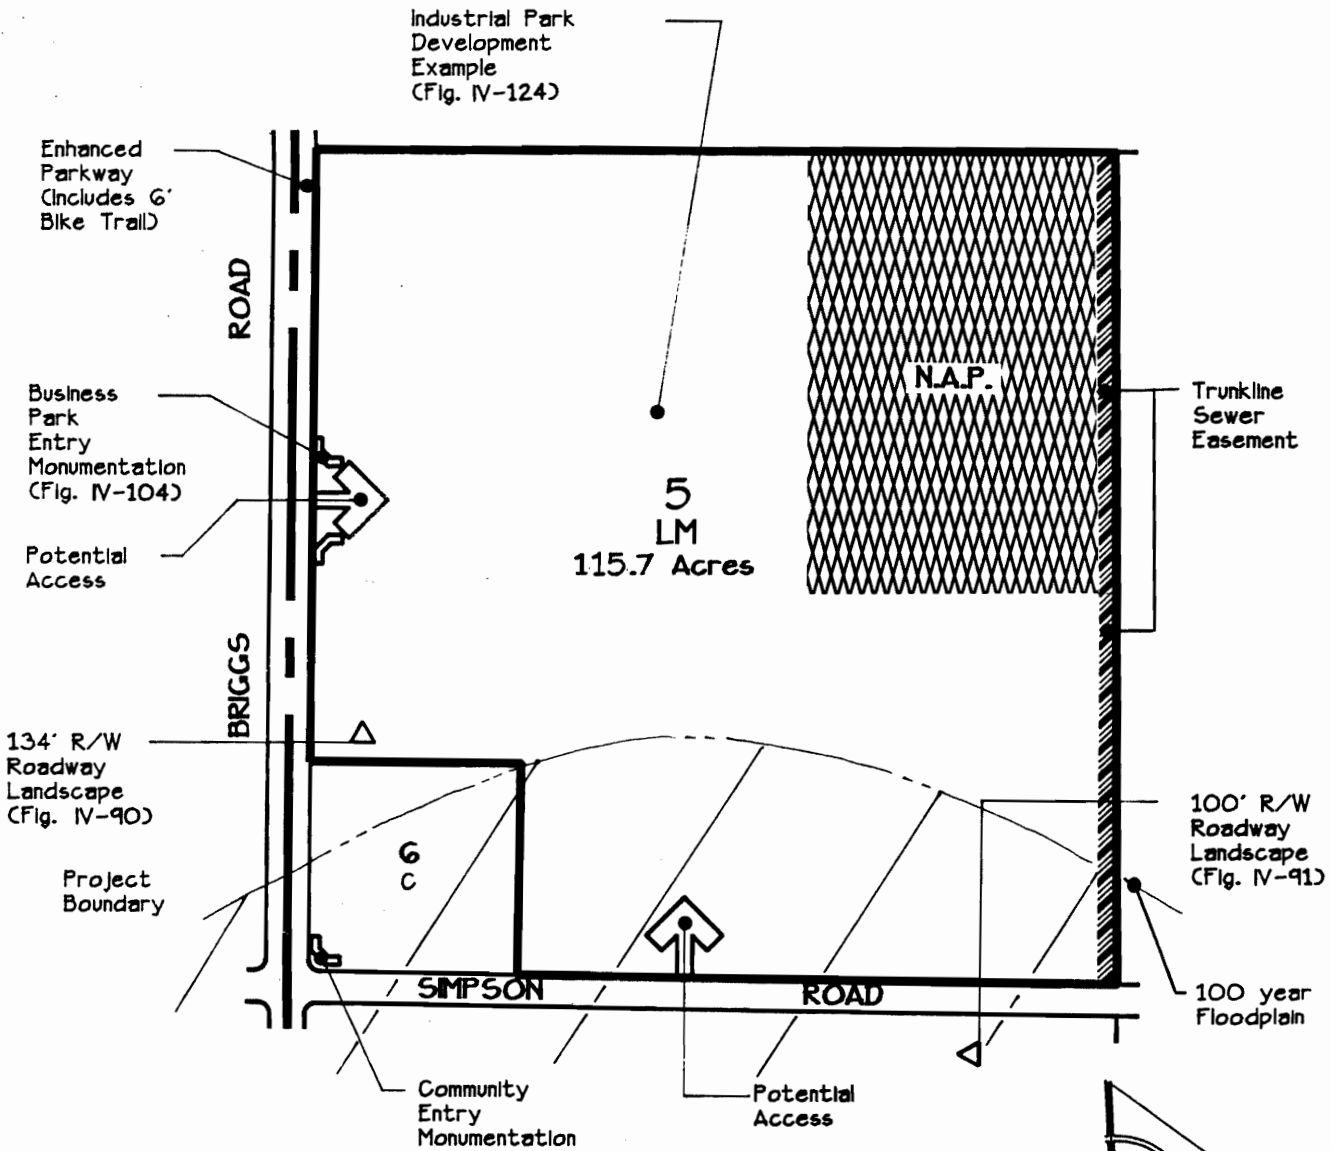 Industrial Park
Development
Example
(Fig. IV-124)
Enhanced
Parkway
(Includes 6'
Bike Trail)
ROAD
N.A.P.
Business
Park
Entry
Monumentation
(Fig. IV-104)
Trunkline
Sewer
Easement
5
LM
115.7 Acres
Potential
Access
BRIGGS
134' R/W
Roadway
Landscape
(Fig. IV-90)
100' R/W
Roadway
Landscape
(Fig. IV-91)
6
C
Project
Boundary
SIMPSON ROAD
100 year
Floodplain
Community
Entry
Monumentation
Potential
Access